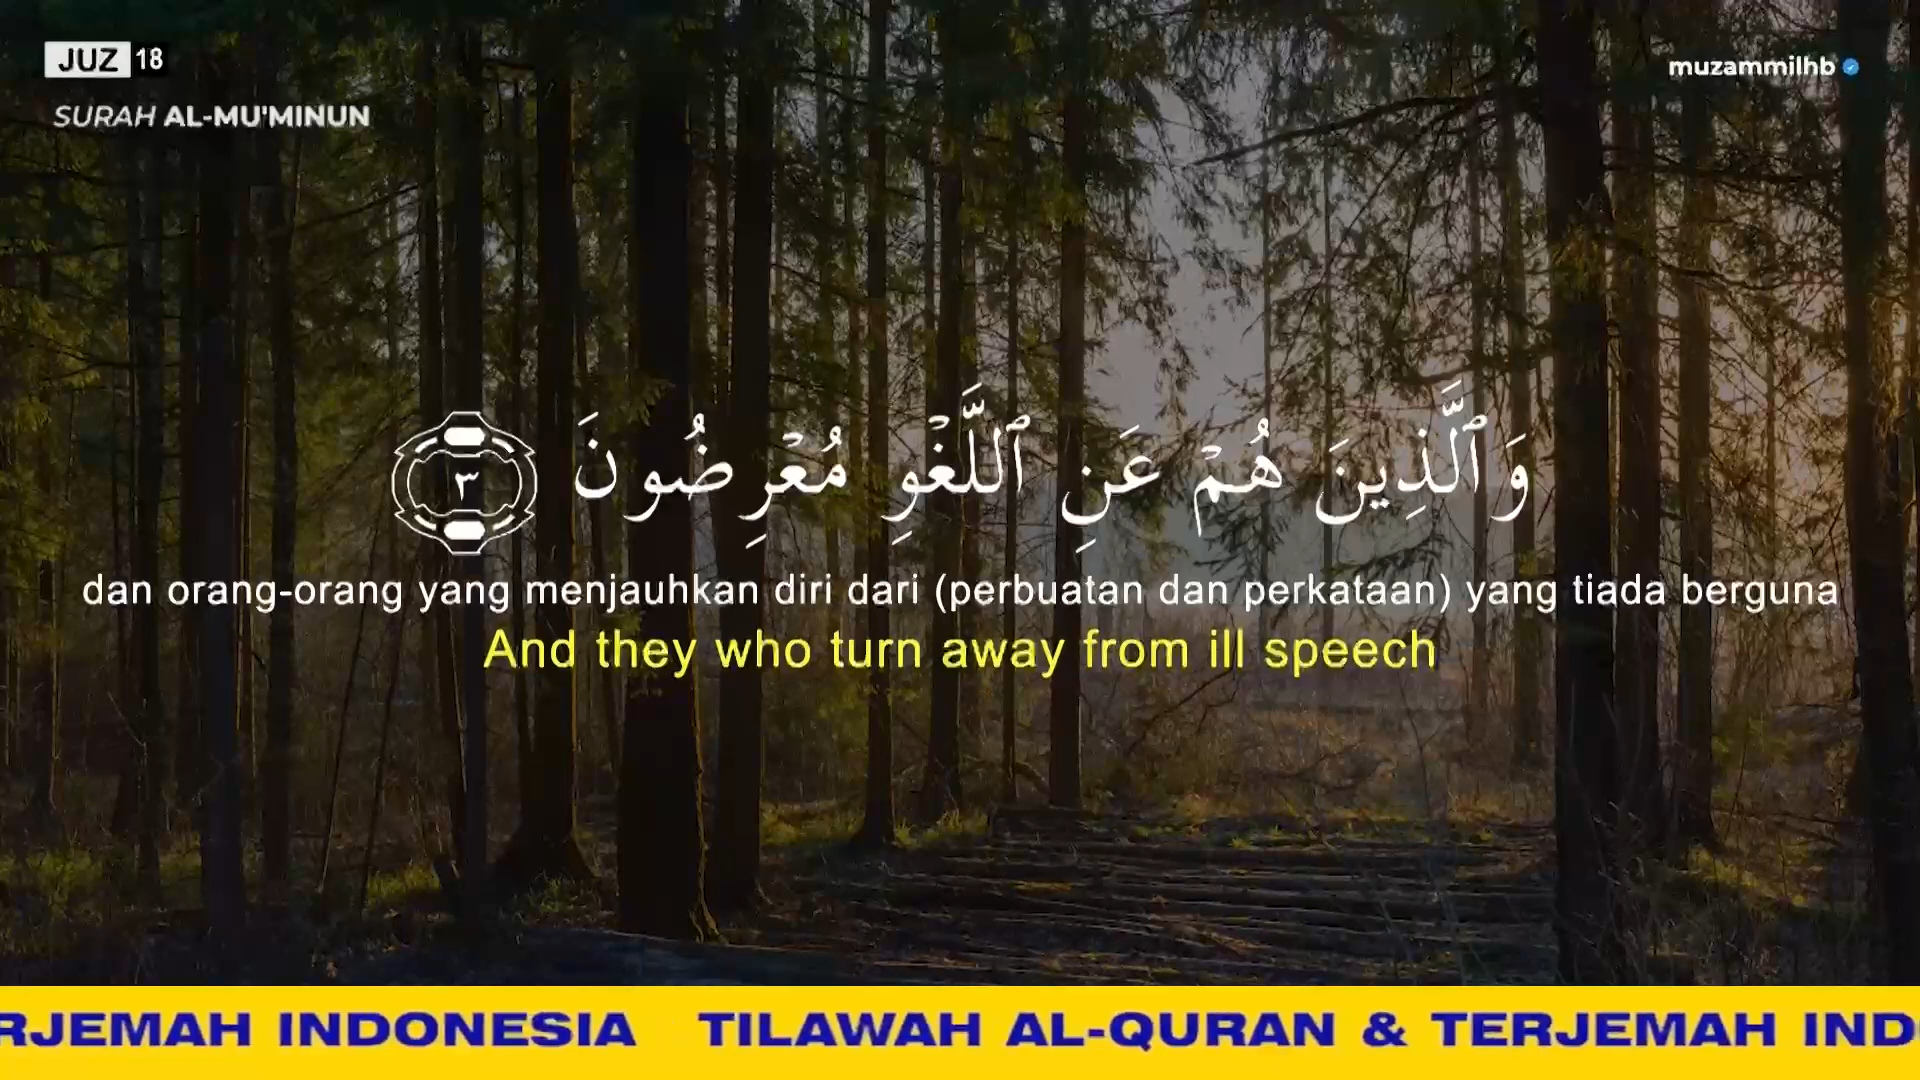 JUZ 18
muzammilhb
SURAH AL-MU'MINUN
وَٱلَّذِينَ هُمْ عَنِ ٱللَّغْوِ مُعْرِضُونَ ٣
dan orang-orang yang menjauhkan diri dari (perbuatan dan perkataan) yang tiada berguna
And they who turn away from ill speech
RJEMAH INDONESIA TILAWAH AL-QURAN & TERJEMAH IND